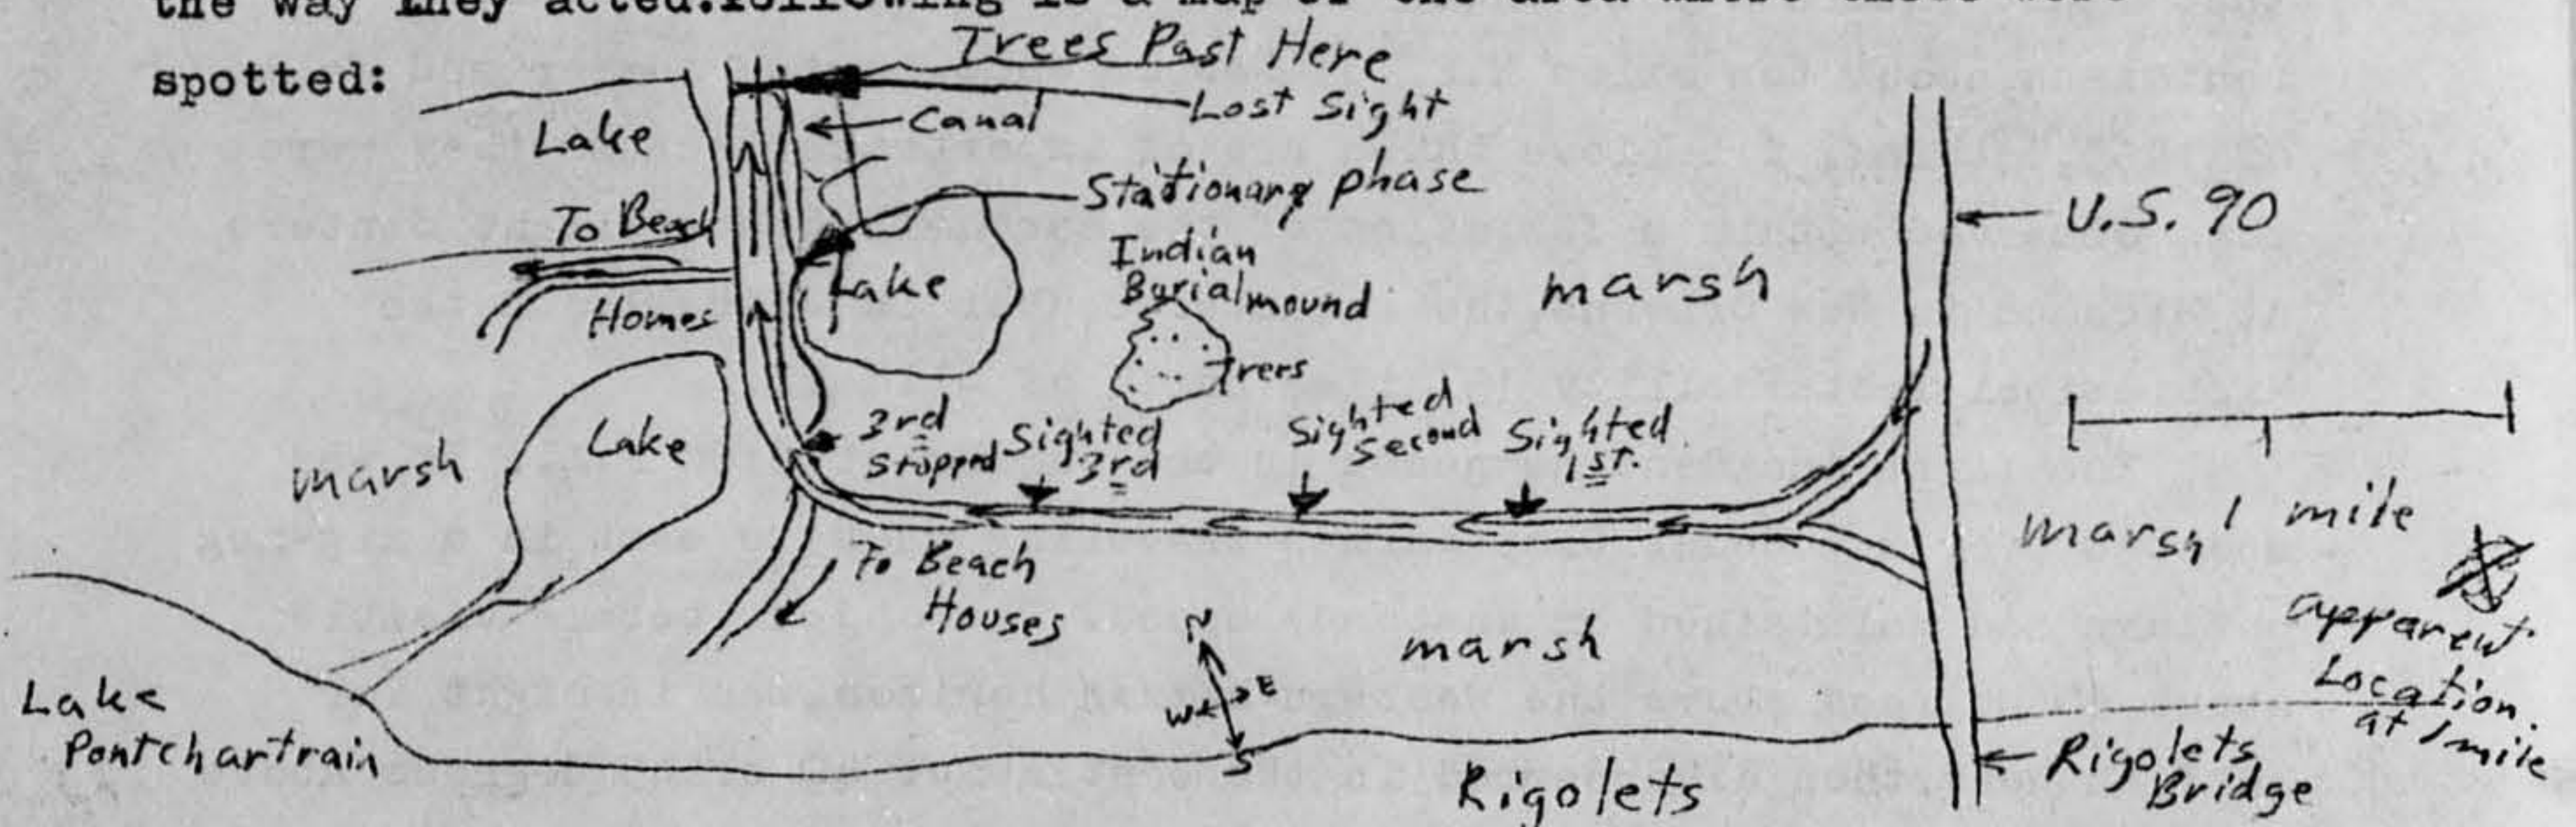 the way they acted.Following is a map of the area where these were
spotted:
Trees Past Here
Lost Sight
Canal
Lake
Stationary phase
To Beach
U.S. 90
Indian
Burial mound
Lake
marsh
Homes
Trees
3rd
Stopped
Sighted
3rd
Sighted
Second
Sighted
1st.
Lake
marsh
marsh
1 mile
To Beach
Houses
apparent
Location.
at 1 mile
N
E
W
S
marsh
Lake
Pontchartrain
Rigolets
Rigolets
Bridge